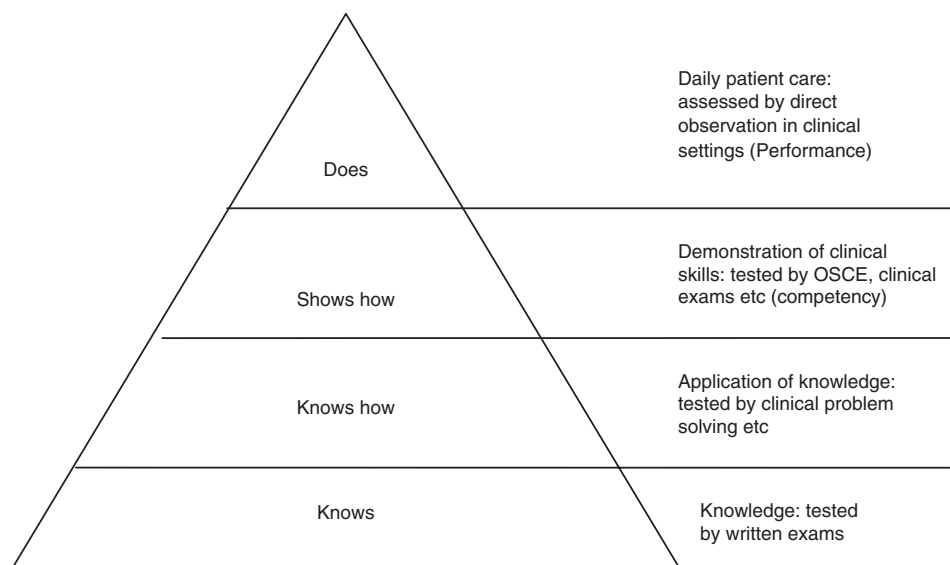 Daily patient care:
assessed by direct
observation in clinical
settings (Performance)
Does
Demonstration of clinical
skills: tested by OSCE, clinical
exams etc (competency)
Shows how
Application of knowledge:
tested by clinical problem
solving etc
Knows how
Knows
Knowledge: tested
by written exams